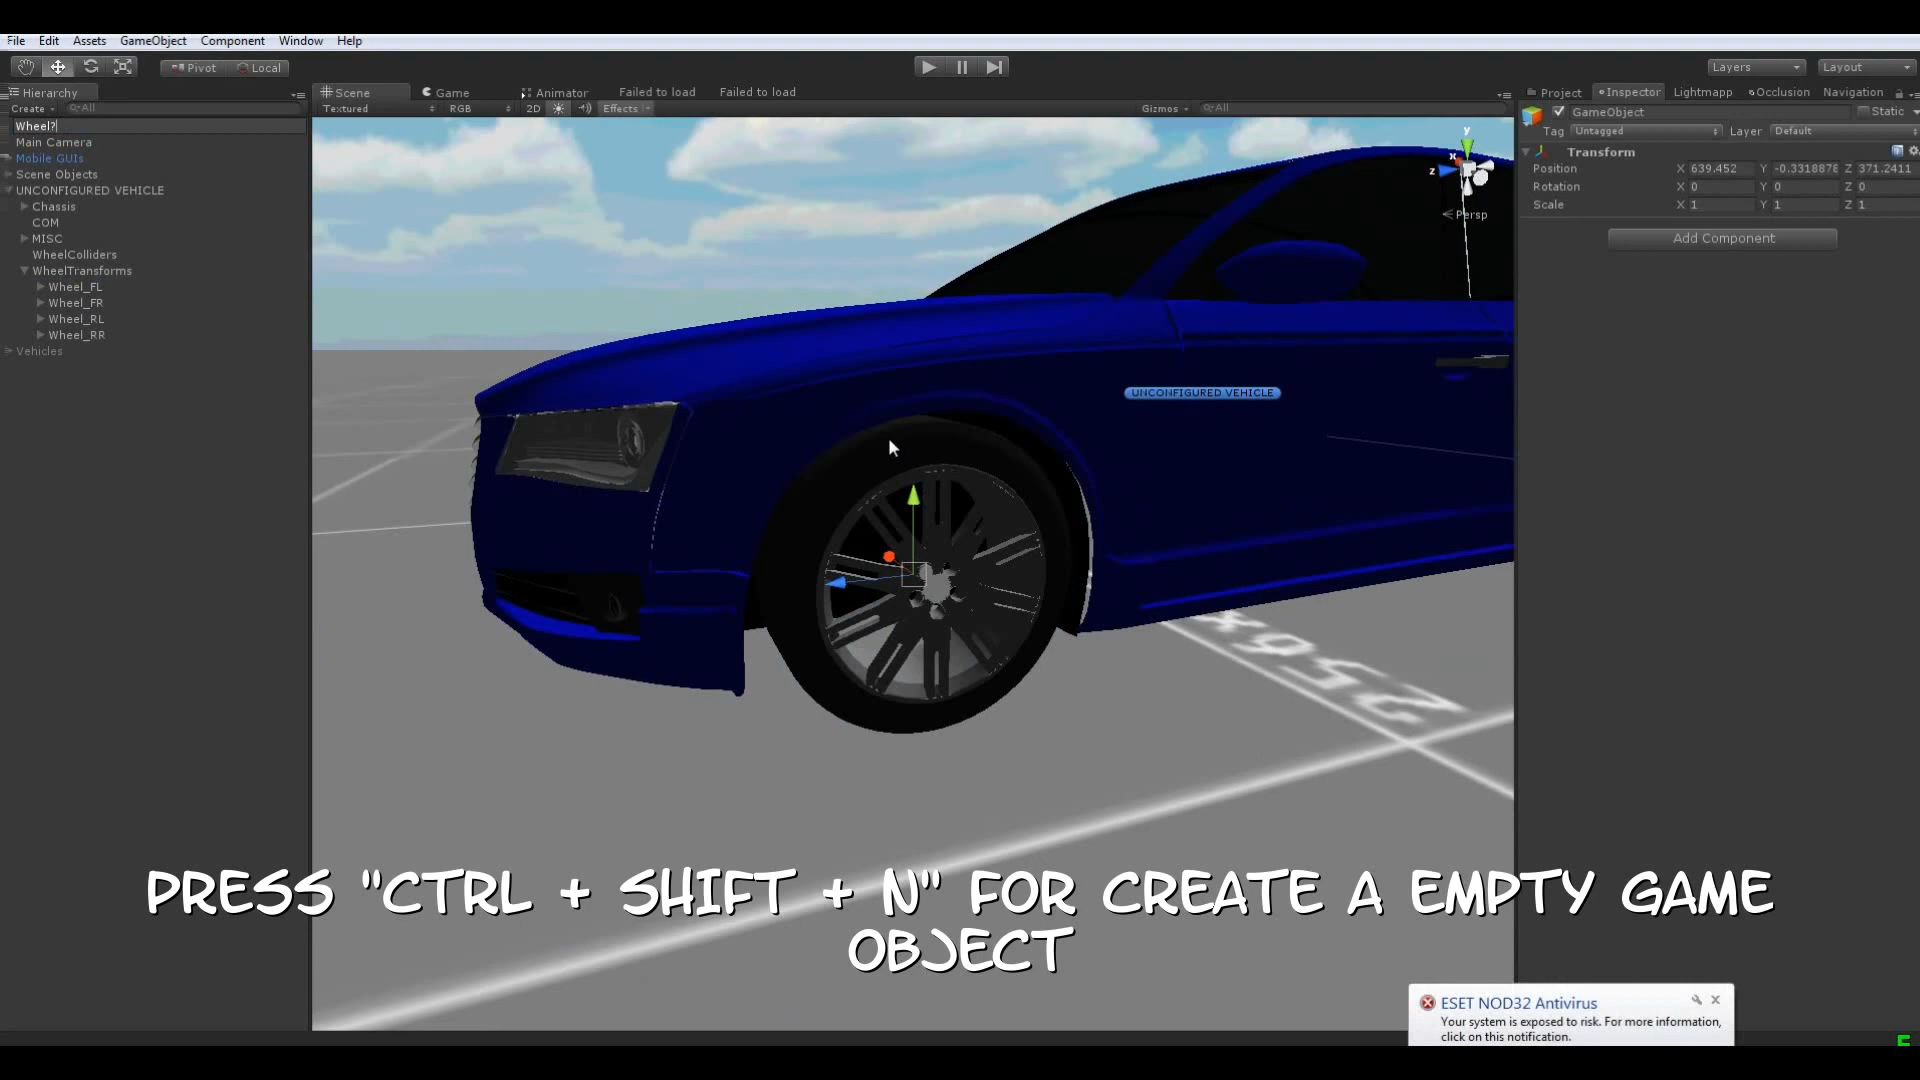 File Edit Assets GameObject Component Window Help
Pivot Local Layers Layout
Hierarchy Scene Game Animator Failed to load Failed to load Project Inspector Lightmapp Occlusion Navigation
Create All Textured RGB 2D Effects Gizmos All
GameObject Static
Tag Untagged Layer Default
Transform
Position X 639.452 Y -0.3318878 Z 371.2411
Rotation X 0 Y 0 Z 0
Scale X 1 Y 1 Z 1
Add Component
Wheel?
Main Camera
Mobile GUIs
Scene Objects
UNCONFIGURED VEHICLE
Chassis
COM
MISC
WheelColliders
WheelTransforms
Wheel_FL
Wheel_FR
Wheel_RL
Wheel_RR
Vehicles
y
x
z
Persp
UNCONFIGURED VEHICLE
256x
PRESS "CTRL + SHIFT + N" FOR CREATE A EMPTY GAME
OBJECT
ESET NOD32 Antivirus
Your system is exposed to risk. For more information,
click on this notification.